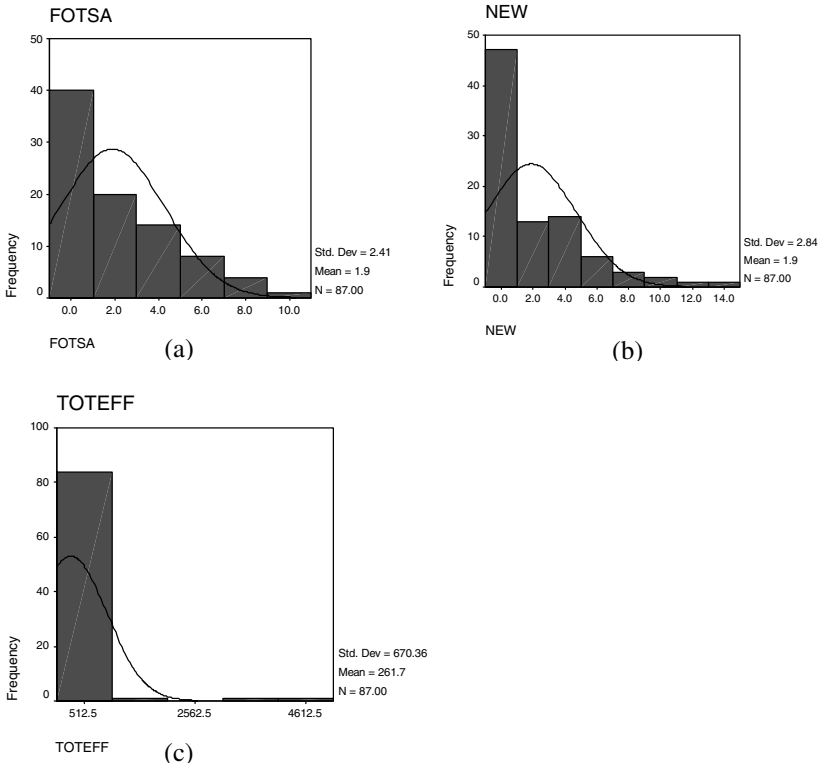 FOTSA
50
40
30
20
10
0
Frequency
0.0 2.0 4.0 6.0 8.0 10.0
Std. Dev = 2.41
Mean = 1.9
N = 87.00
FOTSA
(a)
NEW
50
40
30
20
10
0
Frequency
0.0 2.0 4.0 6.0 8.0 10.0 12.0 14.0
Std. Dev = 2.84
Mean = 1.9
N = 87.00
NEW
(b)
TOTEFF
100
80
60
40
20
0
Frequency
512.5 2562.5 4612.5
Std. Dev = 670.36
Mean = 261.7
N = 87.00
TOTEFF
(c)